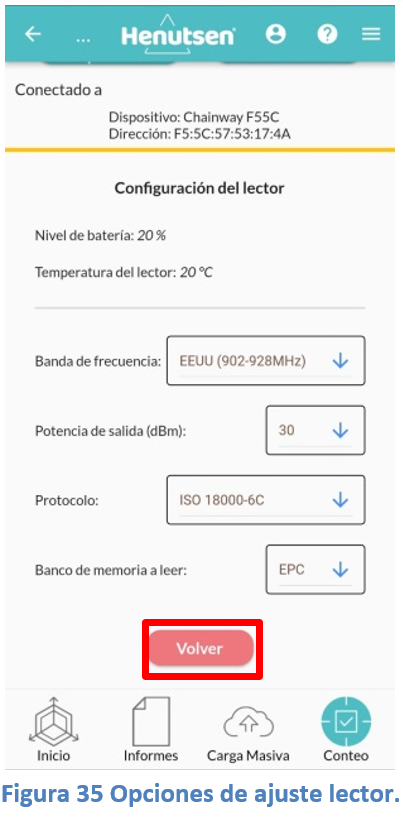 ... Henutsen
Conectado a
Dispositivo: Chainway F55C
Dirección: F5:5C:57:53:17:4A
Configuración del lector
Nivel de batería: 20 %
Temperatura del lector: 20 °C
Banda de frecuencia: EEUU (902-928MHz)
Potencia de salida (dBm): 30
Protocolo: ISO 18000-6C
Banco de memoria a leer: EPC
Volver
Inicio Informes Carga Masiva Conteo
Figura 35 Opciones de ajuste lector.